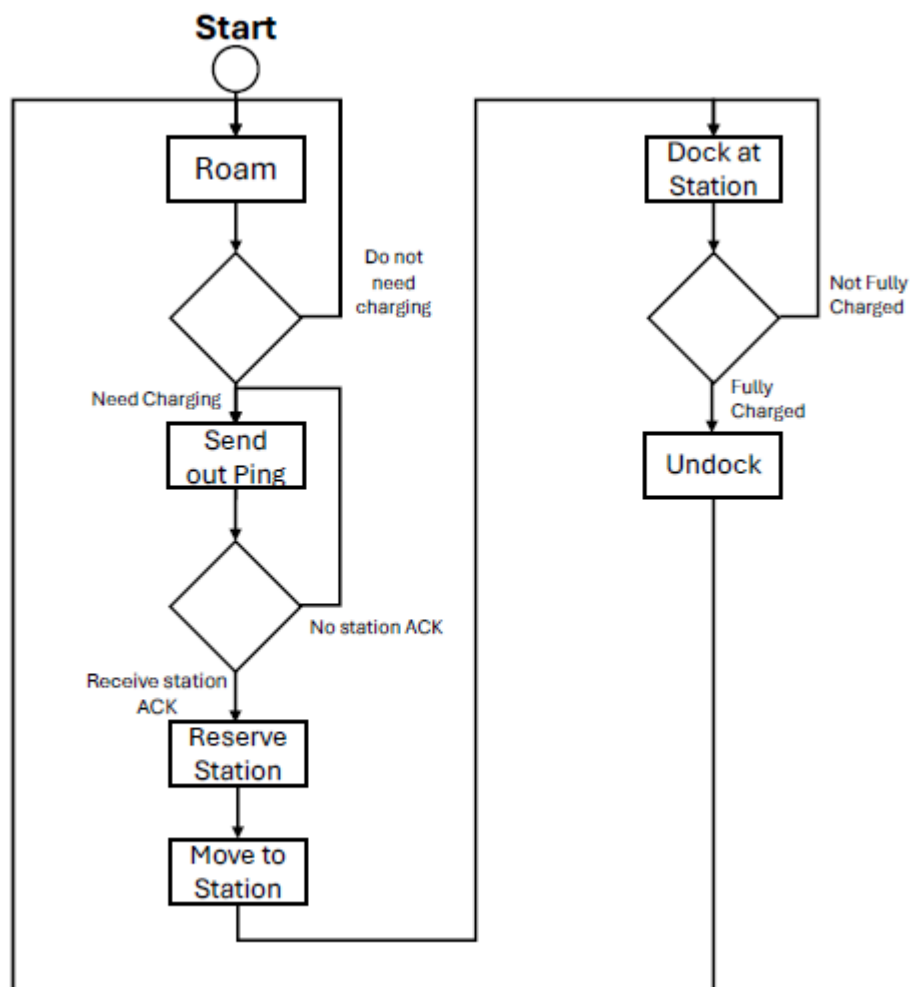 Start
Roam
Do not
need
charging
Need Charging
Send
out Ping
No station ACK
Receive station
ACK
Reserve
Station
Move to
Station
Dock at
Station
Not Fully
Charged
Fully
Charged
Undock